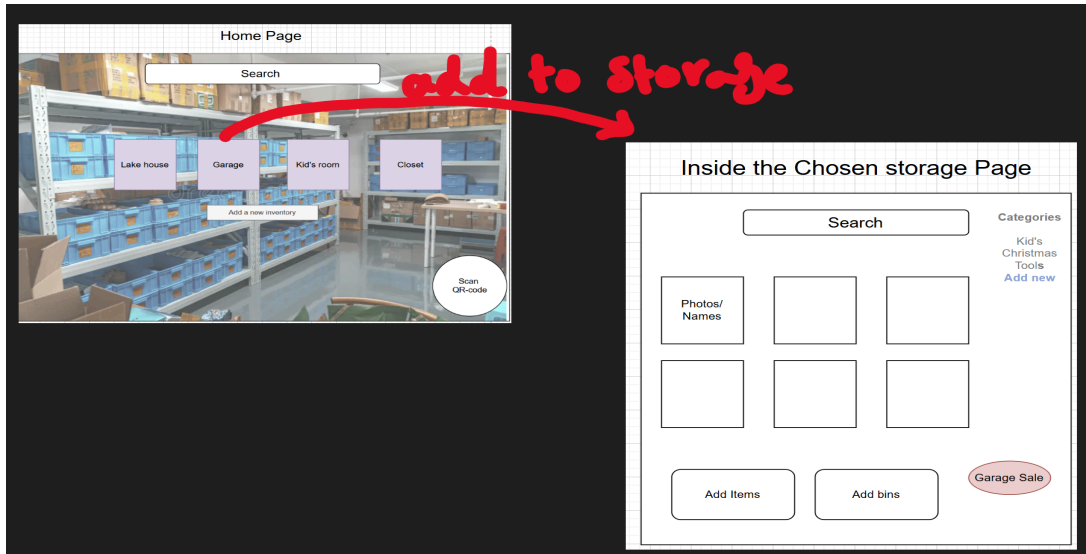 Home Page
Search
add to storage
Lake house
Garage
Kid's room
Closet
Add a new inventory
Scan
QR-code
Inside the Chosen storage Page
Search
Categories
Kid's
Christmas
Tools
Add new
Photos/
Names
Add Items
Add bins
Garage Sale